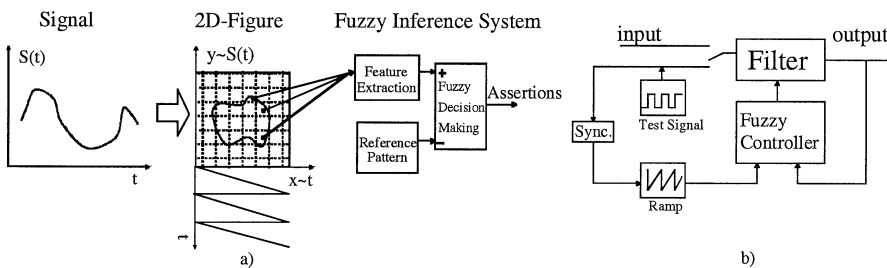 Signal
2D-Figure
Fuzzy Inference System
S(t)
y~S(t)
Feature
Extraction
+
Fuzzy
Decision
Making
−
Assertions
Reference
Pattern
t
x~t
t
a)
input
output
Filter
Test Signal
Sync.
Fuzzy
Controller
Ramp
b)